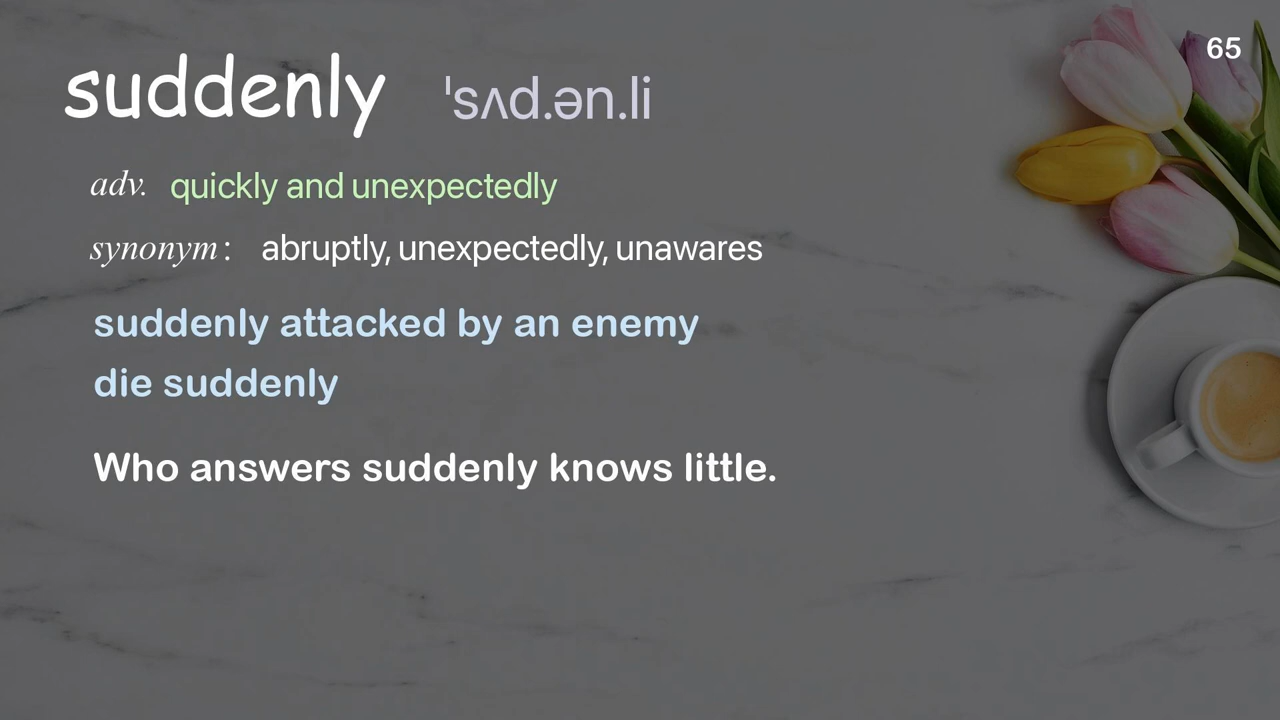 65
suddenly ˈsʌd.ən.li
adv. quickly and unexpectedly
synonym: abruptly, unexpectedly, unawares
suddenly attacked by an enemy
die suddenly
Who answers suddenly knows little.